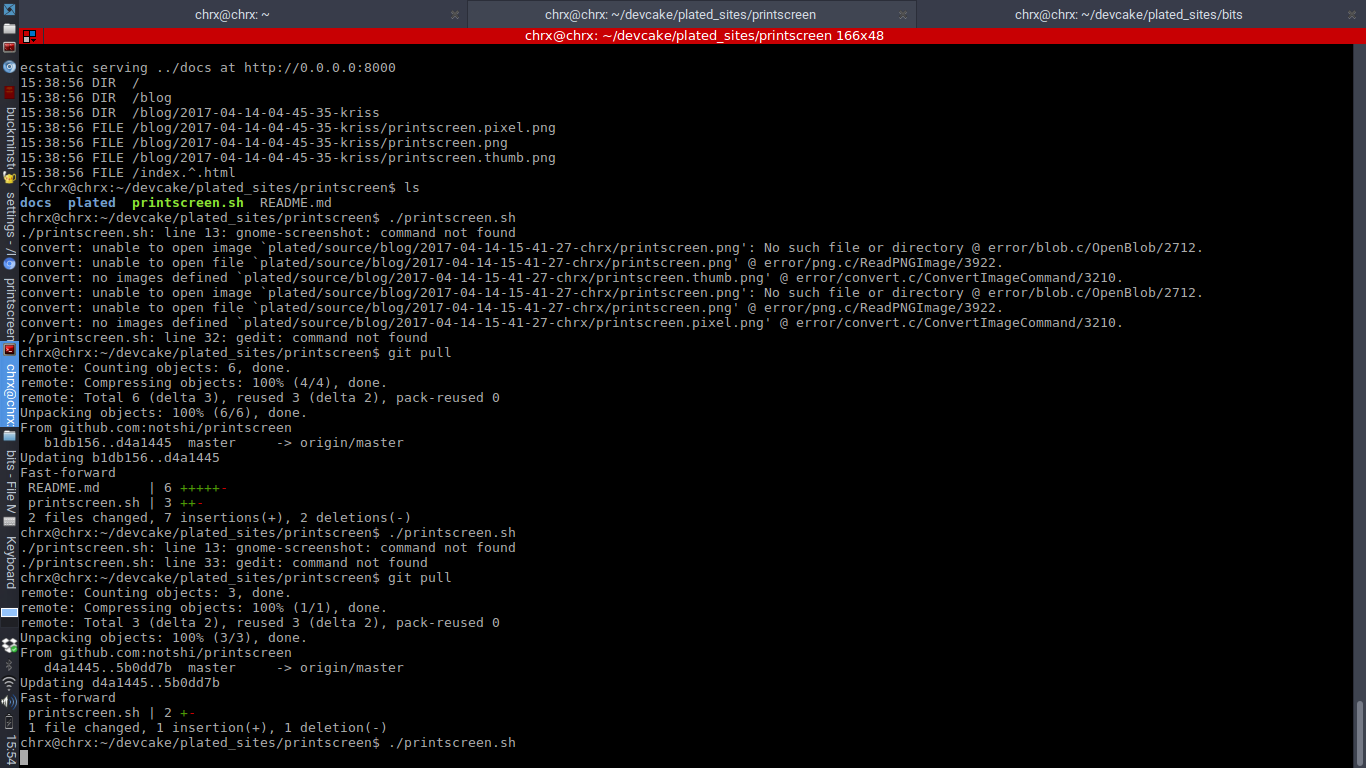 chrx@chrx: ~
chrx@chrx: ~/devcake/plated_sites/printscreen
chrx@chrx: ~/devcake/plated_sites/bits
chrx@chrx: ~/devcake/plated_sites/printscreen 166x48
ecstatic serving ../docs at http://0.0.0.0:8000
15:38:56 DIR  /
15:38:56 DIR  /blog
15:38:56 DIR  /blog/2017-04-14-04-45-35-kriss
15:38:56 FILE /blog/2017-04-14-04-45-35-kriss/printscreen.pixel.png
15:38:56 FILE /blog/2017-04-14-04-45-35-kriss/printscreen.png
15:38:56 FILE /blog/2017-04-14-04-45-35-kriss/printscreen.thumb.png
15:38:56 FILE /index.^.html
^Cchrx@chrx:~/devcake/plated_sites/printscreen$ ls
docs  plated  printscreen.sh  README.md
chrx@chrx:~/devcake/plated_sites/printscreen$ ./printscreen.sh
./printscreen.sh: line 13: gnome-screenshot: command not found
convert: unable to open image `plated/source/blog/2017-04-14-15-41-27-chrx/printscreen.png': No such file or directory @ error/blob.c/OpenBlob/2712.
convert: unable to open file `plated/source/blog/2017-04-14-15-41-27-chrx/printscreen.png' @ error/png.c/ReadPNGImage/3922.
convert: no images defined `plated/source/blog/2017-04-14-15-41-27-chrx/printscreen.thumb.png' @ error/convert.c/ConvertImageCommand/3210.
convert: unable to open image `plated/source/blog/2017-04-14-15-41-27-chrx/printscreen.png': No such file or directory @ error/blob.c/OpenBlob/2712.
convert: unable to open file `plated/source/blog/2017-04-14-15-41-27-chrx/printscreen.png' @ error/png.c/ReadPNGImage/3922.
convert: no images defined `plated/source/blog/2017-04-14-15-41-27-chrx/printscreen.pixel.png' @ error/convert.c/ConvertImageCommand/3210.
./printscreen.sh: line 32: gedit: command not found
chrx@chrx:~/devcake/plated_sites/printscreen$ git pull
remote: Counting objects: 6, done.
remote: Compressing objects: 100% (4/4), done.
remote: Total 6 (delta 3), reused 3 (delta 2), pack-reused 0
Unpacking objects: 100% (6/6), done.
From github.com:notshi/printscreen
   b1db156..d4a1445  master     -> origin/master
Updating b1db156..d4a1445
Fast-forward
 README.md      | 6 +++++-
 printscreen.sh | 3 ++-
 2 files changed, 7 insertions(+), 2 deletions(-)
chrx@chrx:~/devcake/plated_sites/printscreen$ ./printscreen.sh
./printscreen.sh: line 13: gnome-screenshot: command not found
./printscreen.sh: line 33: gedit: command not found
chrx@chrx:~/devcake/plated_sites/printscreen$ git pull
remote: Counting objects: 3, done.
remote: Compressing objects: 100% (1/1), done.
remote: Total 3 (delta 2), reused 3 (delta 2), pack-reused 0
Unpacking objects: 100% (3/3), done.
From github.com:notshi/printscreen
   d4a1445..5b0dd7b  master     -> origin/master
Updating d4a1445..5b0dd7b
Fast-forward
 printscreen.sh | 2 +-
 1 file changed, 1 insertion(+), 1 deletion(-)
chrx@chrx:~/devcake/plated_sites/printscreen$ ./printscreen.sh
buckminst
settings - /
printscreen
chrx@chrx:
bits - File M
Keyboard
15:54